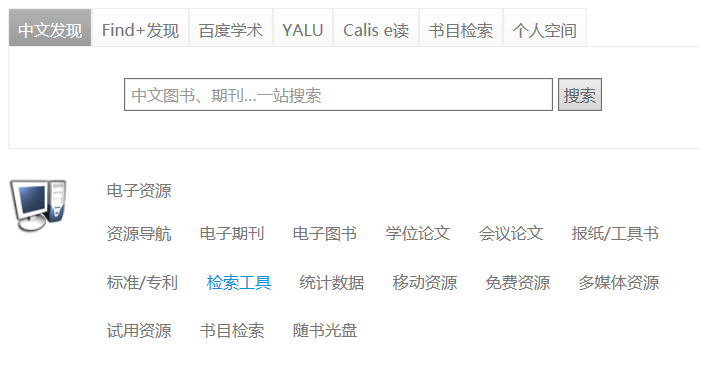 中文发现 Find+发现 百度学术 YALU Calis e读 书目检索 个人空间
中文图书、期刊...一站搜索 搜索
电子资源
资源导航 电子期刊 电子图书 学位论文 会议论文 报纸/工具书
标准/专利 检索工具 统计数据 移动资源 免费资源 多媒体资源
试用资源 书目检索 随书光盘